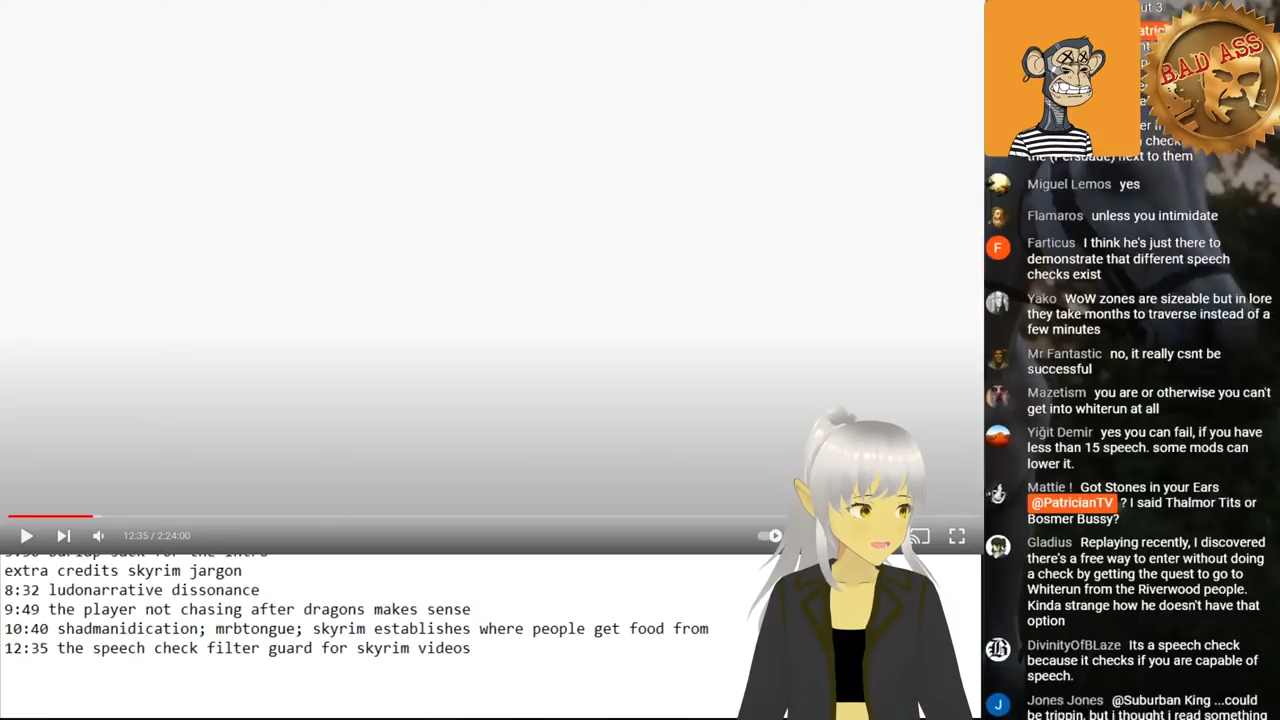 ut 3
BAD ASS
the (Persuade) next to them
Miguel Lemos yes
Flamaros unless you intimidate
Farticus I think he's just there to
demonstrate that different speech
checks exist
Yako WoW zones are sizeable but in lore
they take months to traverse instead of a
few minutes
Mr Fantastic no, it really csnt be
successful
Mazetism you are or otherwise you can't
get into whiterun at all
Yiğit Demir yes you can fail, if you have
less than 15 speech. some mods can
lower it.
Mattie ! Got Stones in your Ears
@PatricianTV ? I said Thalmor Tits or
Bosmer Bussy?
Gladius Replaying recently, I discovered
there's a free way to enter without doing
a check by getting the quest to go to
Whiterun from the Riverwood people.
Kinda strange how he doesn't have that
option
DivinityOfBLaze Its a speech check
because it checks if you are capable of
speech.
Jones Jones @Suburban King ...could
be trippin, but i thought i read something
12:35 / 2:24:00
extra credits skyrim jargon
8:32 ludonarrative dissonance
9:49 the player not chasing after dragons makes sense
10:40 shadmanidication; mrbtongue; skyrim establishes where people get food from
12:35 the speech check filter guard for skyrim videos